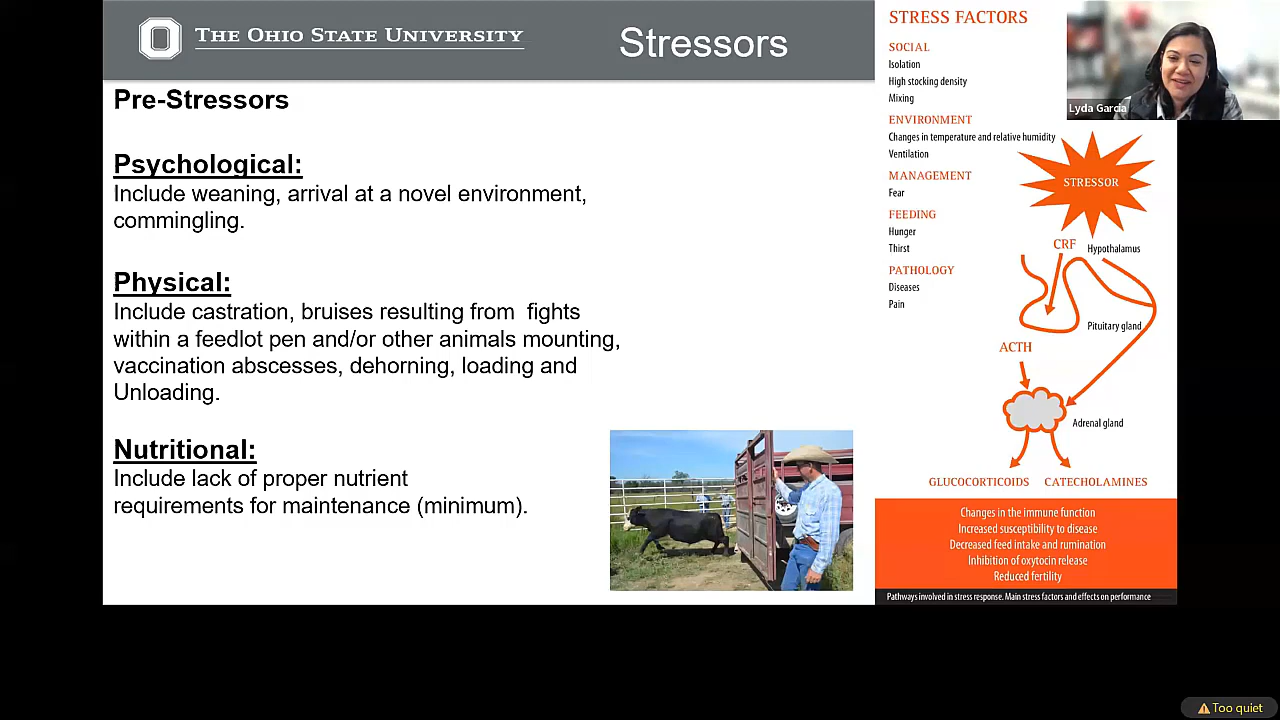 THE OHIO STATE UNIVERSITY
Stressors
Pre-Stressors
Psychological:
Include weaning, arrival at a novel environment,
commingling.
Physical:
Include castration, bruises resulting from fights
within a feedlot pen and/or other animals mounting,
vaccination abscesses, dehorning, loading and
Unloading.
Nutritional:
Include lack of proper nutrient
requirements for maintenance (minimum).
STRESS FACTORS
SOCIAL
Isolation
High stocking density
Mixing
ENVIRONMENT
Changes in temperature and relative humidity
Ventilation
MANAGEMENT
Fear
FEEDING
Hunger
Thirst
PATHOLOGY
Diseases
Pain
STRESSOR
CRF
Hypothalamus
Pituitary gland
ACTH
Adrenal gland
GLUCOCORTICOIDS CATECHOLAMINES
Changes in the immune function
Increased susceptibility to disease
Decreased feed intake and rumination
Inhibition of oxytocin release
Reduced fertility
Pathways involved in stress response. Main stress factors and effects on performance
Lyda Garcia
Too quiet